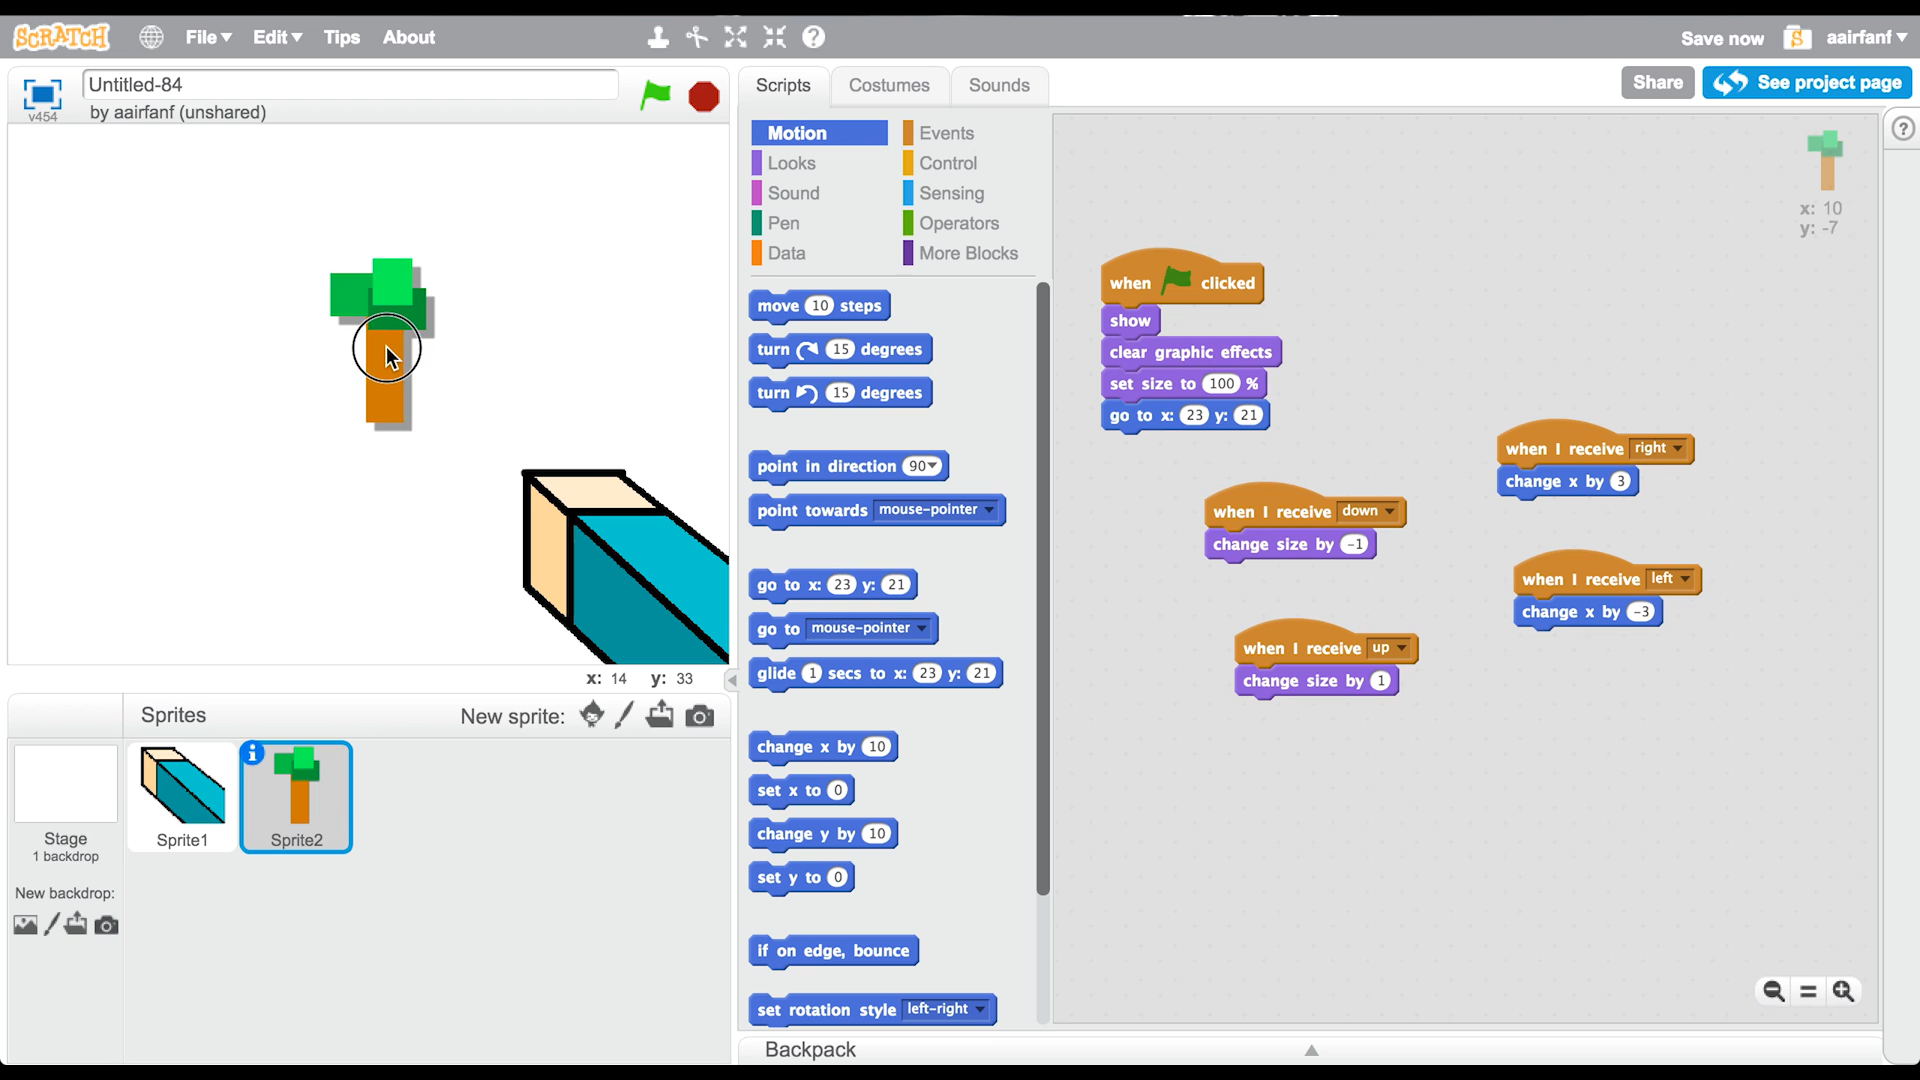 SCRATCH File Edit Tips About Save now S aairfanf
v454
Untitled-84
by aairfanf (unshared)
Scripts Costumes Sounds Share See project page
Motion Events
Looks Control
Sound Sensing
Pen Operators
Data More Blocks
move 10 steps
turn 15 degrees
turn 15 degrees
point in direction 90
point towards mouse-pointer
go to x: 23 y: 21
go to mouse-pointer
glide 1 secs to x: 23 y: 21
change x by 10
set x to 0
change y by 10
set y to 0
if on edge, bounce
set rotation style left-right
?
x: 10
y: -7
when clicked
show
clear graphic effects
set size to 100 %
go to x: 23 y: 21
when I receive right
change x by 3
when I receive down
change size by -1
when I receive left
change x by -3
when I receive up
change size by 1
x: 14 y: 33
Sprites New sprite:
Stage
1 backdrop
New backdrop:
Sprite1
i
Sprite2
Backpack